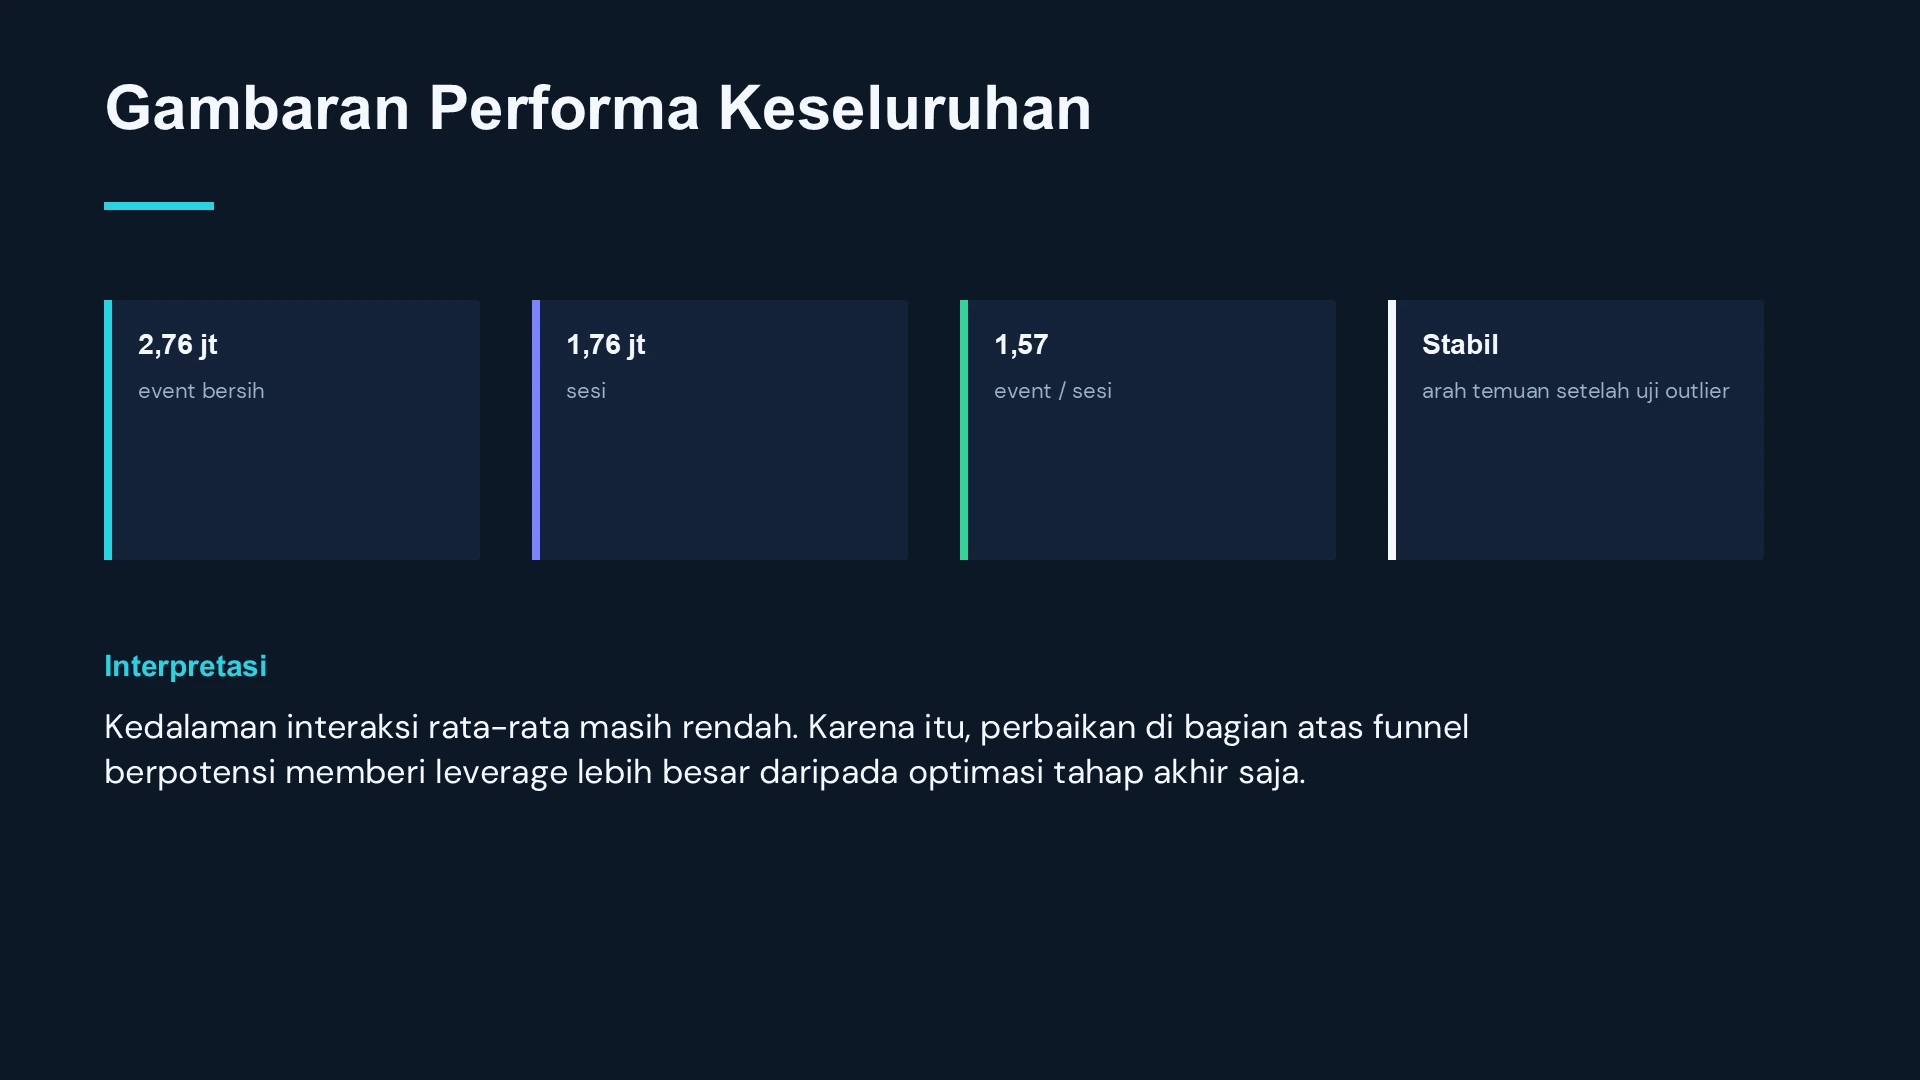 Gambaran Performa Keseluruhan
2,76 jt
event bersih
1,76 jt
sesi
1,57
event / sesi
Stabil
arah temuan setelah uji outlier
Interpretasi
Kedalaman interaksi rata-rata masih rendah. Karena itu, perbaikan di bagian atas funnel
berpotensi memberi leverage lebih besar daripada optimasi tahap akhir saja.